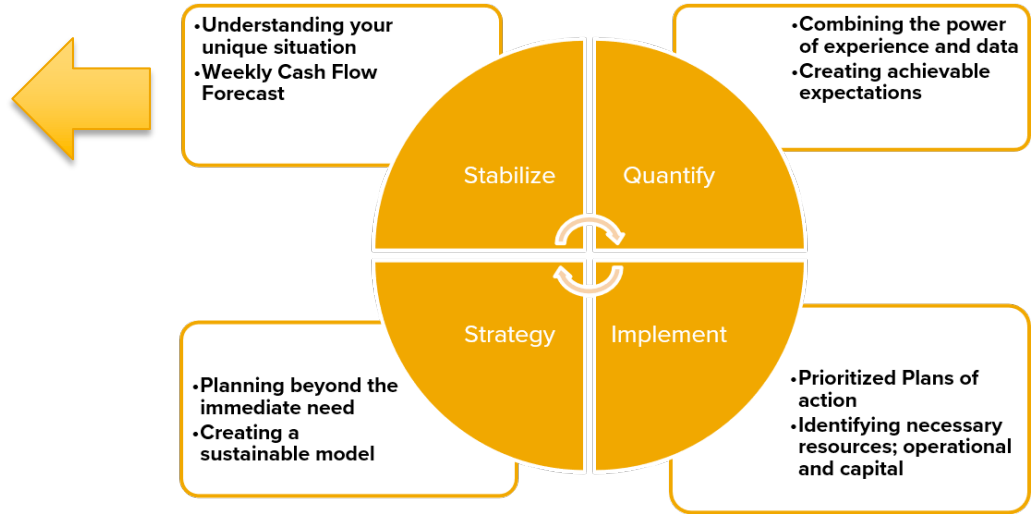 •Understanding your
unique situation
•Weekly Cash Flow
Forecast
•Combining the power
of experience and data
•Creating achievable
expectations
Stabilize
Quantify
Strategy
Implement
•Planning beyond the
immediate need
•Creating a
sustainable model
•Prioritized Plans of
action
•Identifying necessary
resources; operational
and capital